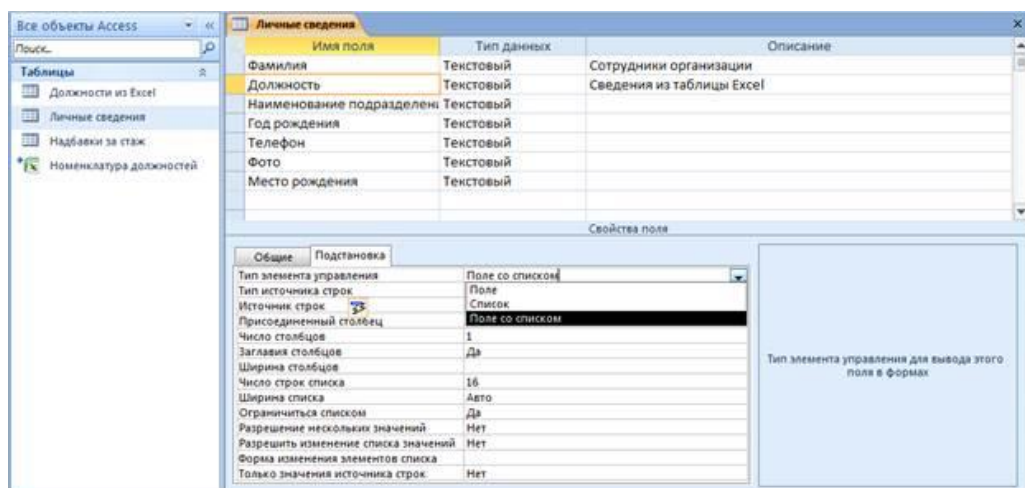 Все объекты Access
Личные сведения
Поиск...
Имя поля Тип данных Описание
Таблицы
Должности из Excel
Личные сведения
Надбавки за стаж
Номенклатура должностей
Фамилия Текстовый Сотрудники организации
Должность Текстовый Сведения из таблицы Excel
Наименование подразделени Текстовый
Год рождения Текстовый
Телефон Текстовый
Фото Текстовый
Место рождения Текстовый
Свойства поля
Общие Подстановка
Тип элемента управления Поле со списком
Тип источника строк Поле
Источник строк Список
Присоединенный столбец Поле со списком
Число столбцов 1
Заглавия столбцов Да
Ширина столбцов
Число строк списка 16
Ширина списка Авто
Ограничиться списком Да
Разрешение нескольких значений Нет
Разрешить изменение списка значений Нет
Форма изменения элементов списка
Только значения источника строк Нет
Тип элемента управления для вывода этого
поля в формах